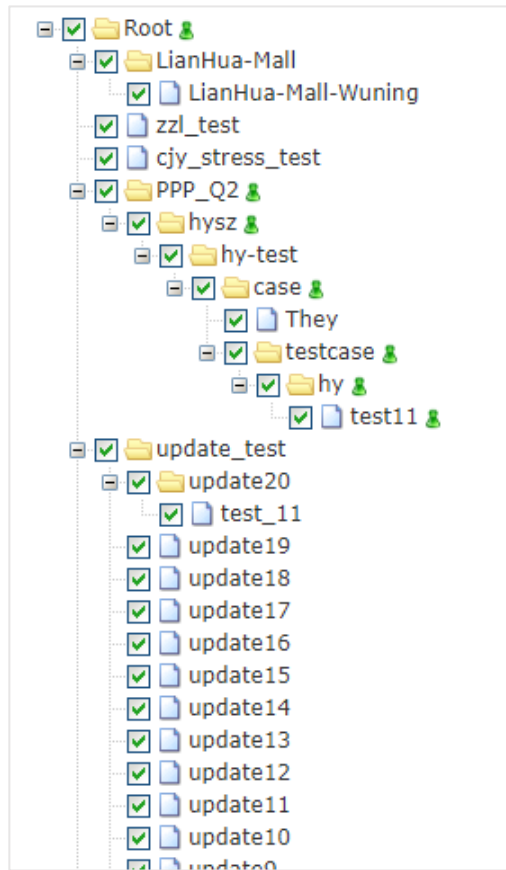 Root
LianHua-Mall
LianHua-Mall-Wuning
zzl_test
cjy_stress_test
PPP_Q2
hysz
hy-test
case
They
testcase
hy
test11
update_test
update20
test_11
update19
update18
update17
update16
update15
update14
update13
update12
update11
update10
update9